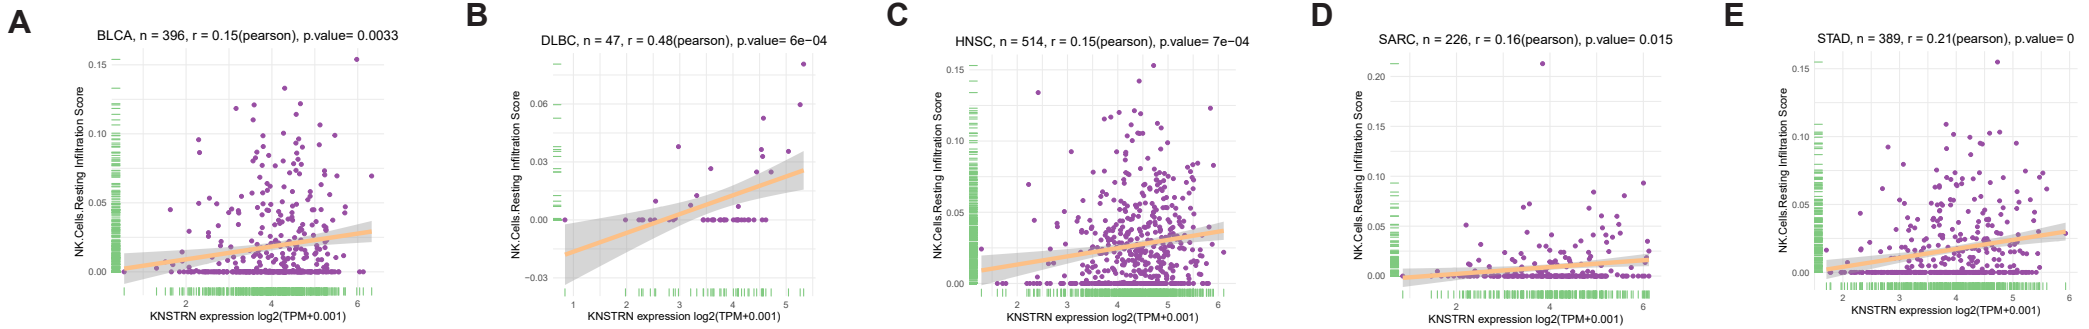 A
BLCA, n = 396, r = 0.15(pearson), p.value= 0.0033
NK.Cells.Resting Infiltration Score
0.15
0.10
0.05
0.00
2
4
6
KNSTRN expression log2(TPM+0.001)
B
DLBC, n = 47, r = 0.48(pearson), p.value= 6e−04
NK.Cells.Resting Infiltration Score
0.06
0.03
0.00
−0.03
1
2
3
4
5
KNSTRN expression log2(TPM+0.001)
C
HNSC, n = 514, r = 0.15(pearson), p.value= 7e−04
NK.Cells.Resting Infiltration Score
0.15
0.10
0.05
0.00
2
3
4
5
6
KNSTRN expression log2(TPM+0.001)
D
SARC, n = 226, r = 0.16(pearson), p.value= 0.015
NK.Cells.Resting Infiltration Score
0.20
0.15
0.10
0.05
0.00
2
4
6
KNSTRN expression log2(TPM+0.001)
E
STAD, n = 389, r = 0.21(pearson), p.value= 0
NK.Cells.Resting Infiltration Score
0.15
0.10
0.05
0.00
2
3
4
5
6
KNSTRN expression log2(TPM+0.001)